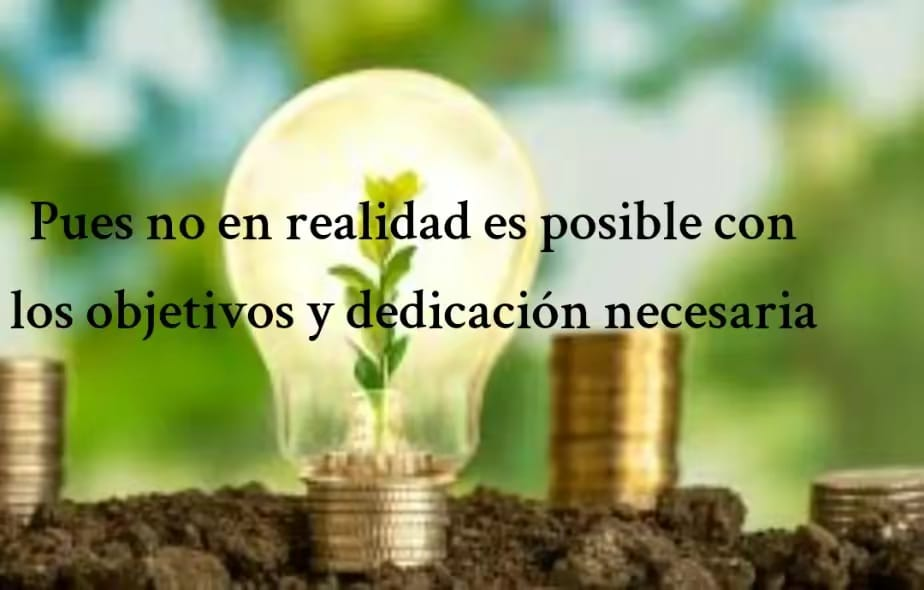 Pues no en realidad es posible con
los objetivos y dedicación necesaria